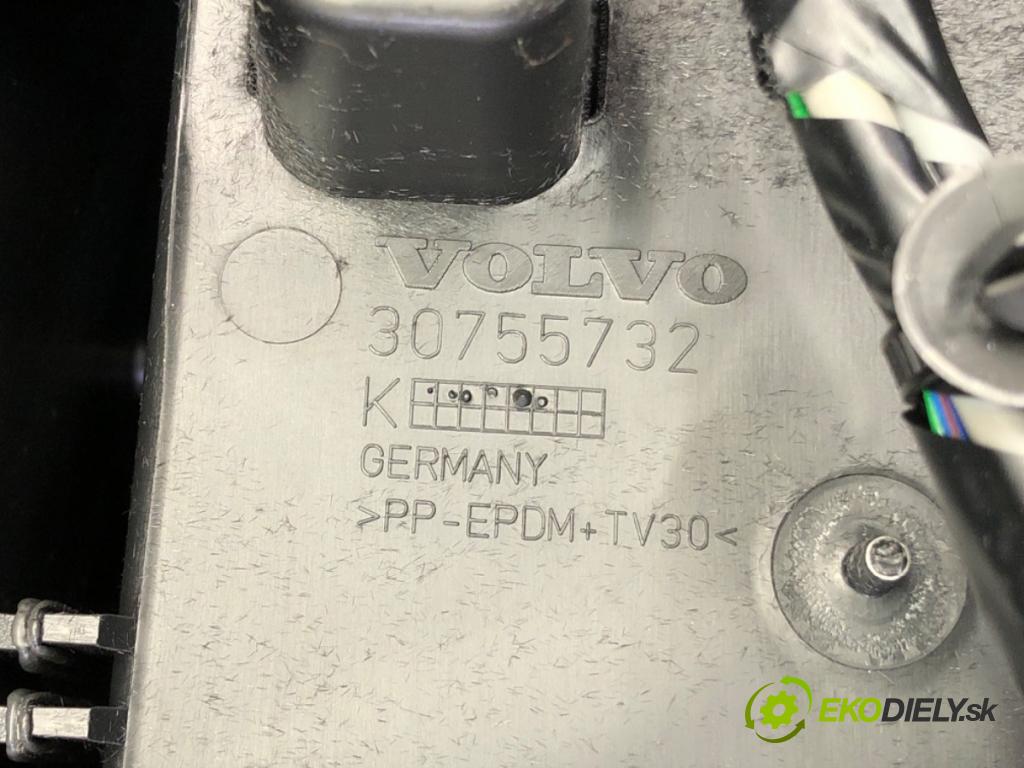 VOLVO
30755732
K
GERMANY
>PP-EPDM+TV30<
EKODIELY.sk